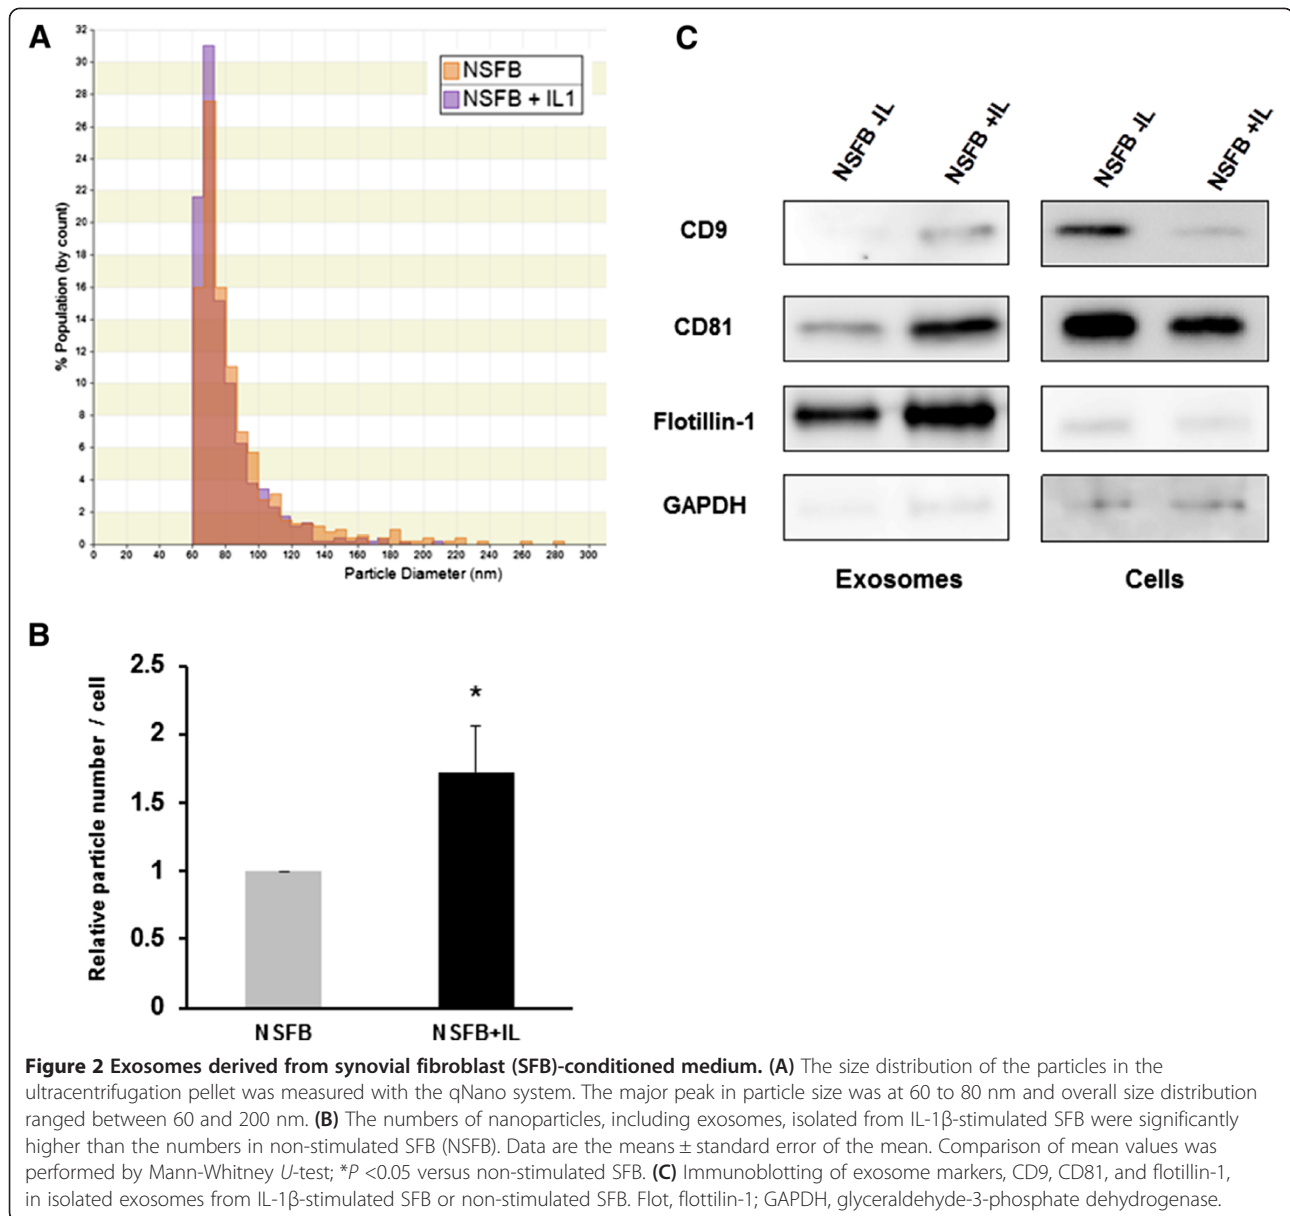 A
32
30
28
26
24
22
20
18
16
14
12
10
8
6
4
2
0
% Population (by count)
NSFB
NSFB + IL1
0 20 40 60 80 100 120 140 160 180 200 220 240 260 280 300
Particle Diameter (nm)
B
2.5
2
1.5
1
0.5
0
Relative particle number / cell
*
NSFB NSFB+IL
C
NSFB -IL NSFB +IL NSFB -IL NSFB +IL
CD9
CD81
Flotillin-1
GAPDH
Exosomes Cells
Figure 2 Exosomes derived from synovial fibroblast (SFB)-conditioned medium. (A) The size distribution of the particles in the
ultracentrifugation pellet was measured with the qNano system. The major peak in particle size was at 60 to 80 nm and overall size distribution
ranged between 60 and 200 nm. (B) The numbers of nanoparticles, including exosomes, isolated from IL-1β-stimulated SFB were significantly
higher than the numbers in non-stimulated SFB (NSFB). Data are the means ± standard error of the mean. Comparison of mean values was
performed by Mann-Whitney U-test; *P <0.05 versus non-stimulated SFB. (C) Immunoblotting of exosome markers, CD9, CD81, and flotillin-1,
in isolated exosomes from IL-1β-stimulated SFB or non-stimulated SFB. Flot, flottilin-1; GAPDH, glyceraldehyde-3-phosphate dehydrogenase.